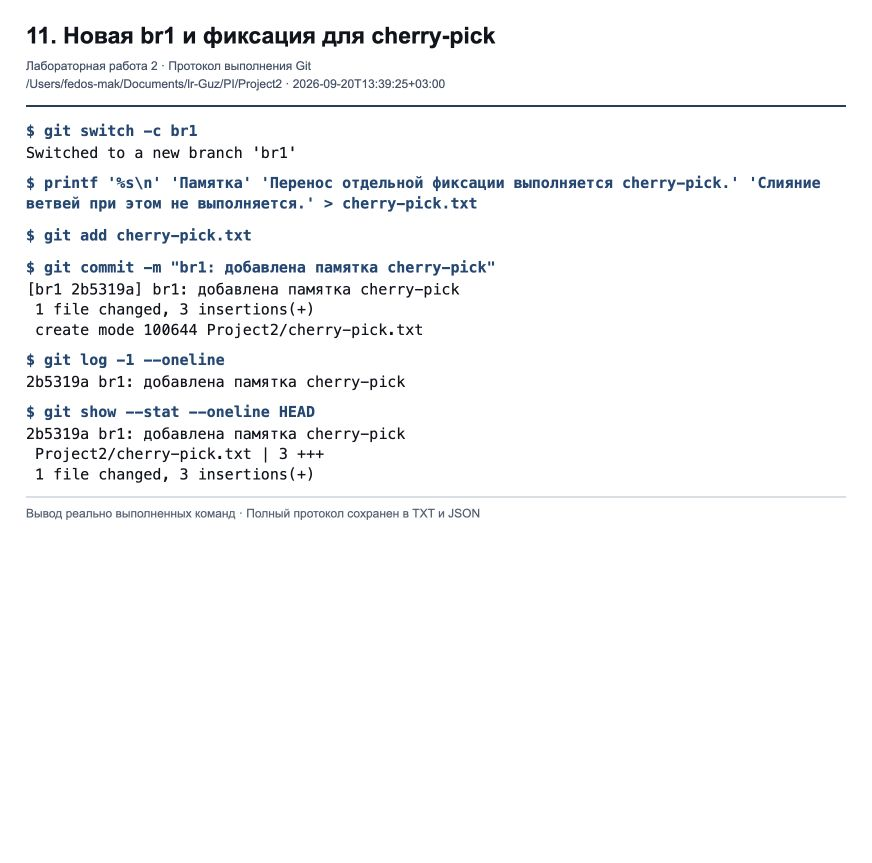 11. Новая br1 и фиксация для cherry-pick
Лабораторная работа 2 · Протокол выполнения Git
/Users/fedos-mak/Documents/Ir-Guz/PI/Project2 · 2026-09-20T13:39:25+03:00
$ git switch -c br1
Switched to a new branch 'br1'
$ printf '%s\n' 'Памятка' 'Перенос отдельной фиксации выполняется cherry-pick.' 'Слияние
ветвей при этом не выполняется.' > cherry-pick.txt
$ git add cherry-pick.txt
$ git commit -m "br1: добавлена памятка cherry-pick"
[br1 2b5319a] br1: добавлена памятка cherry-pick
 1 file changed, 3 insertions(+)
 create mode 100644 Project2/cherry-pick.txt
$ git log -1 --oneline
2b5319a br1: добавлена памятка cherry-pick
$ git show --stat --oneline HEAD
2b5319a br1: добавлена памятка cherry-pick
 Project2/cherry-pick.txt | 3 +++
 1 file changed, 3 insertions(+)
Вывод реально выполненных команд · Полный протокол сохранен в TXT и JSON